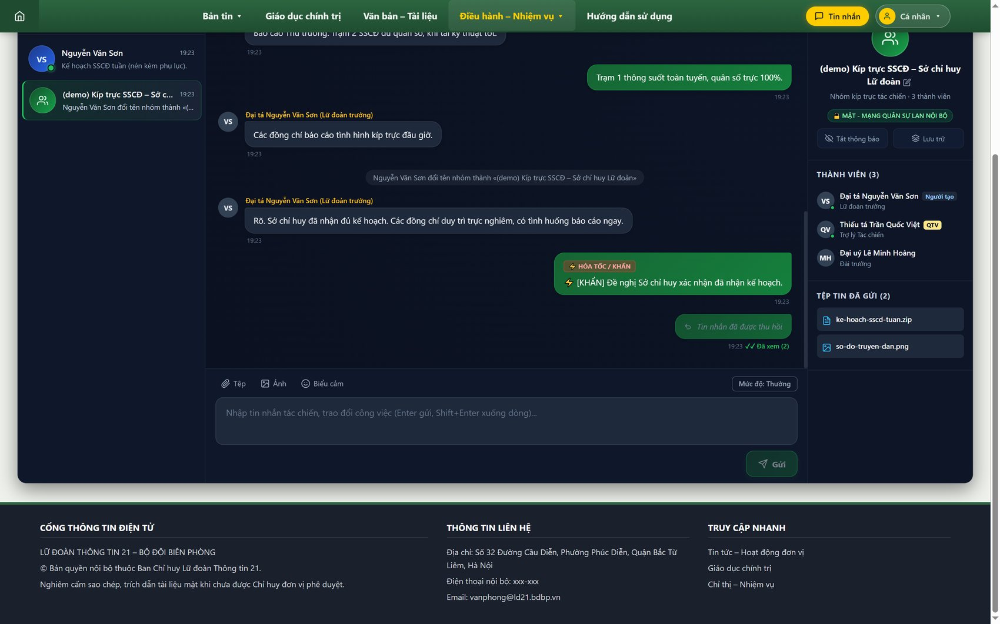 Bản tin
Giáo dục chính trị
Văn bản – Tài liệu
Điều hành – Nhiệm vụ
Hướng dẫn sử dụng
Tin nhắn
Cá nhân
VS
Nguyễn Văn Sơn
19:23
Kế hoạch SSCĐ tuần (nén kèm phụ lục).
(demo) Kíp trực SSCĐ – Sở c...
19:23
Nguyễn Văn Sơn đổi tên nhóm thành «(...
Báo cáo Thủ trưởng. Trạm 2 SSCĐ đủ quân số, khí tài kỹ thuật tốt.
19:23
Trạm 1 thông suốt toàn tuyến, quân số trực 100%.
19:23
VS
Đại tá Nguyễn Văn Sơn (Lữ đoàn trưởng)
Các đồng chí báo cáo tình hình kíp trực đầu giờ.
19:23
Nguyễn Văn Sơn đổi tên nhóm thành «(demo) Kíp trực SSCĐ – Sở chỉ huy Lữ đoàn»
VS
Đại tá Nguyễn Văn Sơn (Lữ đoàn trưởng)
Rõ. Sở chỉ huy đã nhận đủ kế hoạch. Các đồng chí duy trì trực nghiêm, có tình huống báo cáo ngay.
19:23
⚡ HỎA TỐC / KHẨN
⚡ [KHẨN] Đề nghị Sở chỉ huy xác nhận đã nhận kế hoạch.
19:23
Tin nhắn đã được thu hồi
19:23 ✓✓ Đã xem (2)
Tệp
Ảnh
Biểu cảm
Mức độ: Thường
Nhập tin nhắn tác chiến, trao đổi công việc (Enter gửi, Shift+Enter xuống dòng)...
Gửi
(demo) Kíp trực SSCĐ – Sở chỉ huy
Lữ đoàn
Nhóm kíp trực tác chiến · 3 thành viên
🔒 MẬT - MẠNG QUÂN SỰ LAN NỘI BỘ
Tắt thông báo
Lưu trữ
THÀNH VIÊN (3)
VS
Đại tá Nguyễn Văn Sơn
Người tạo
Lữ đoàn trưởng
QV
Thiếu tá Trần Quốc Việt
QTV
Trợ lý Tác chiến
MH
Đại uý Lê Minh Hoàng
Đài trưởng
TỆP TIN ĐÃ GỬI (2)
ke-hoach-sscd-tuan.zip
so-do-truyen-dan.png
CỔNG THÔNG TIN ĐIỆN TỬ
LỮ ĐOÀN THÔNG TIN 21 – BỘ ĐỘI BIÊN PHÒNG
© Bản quyền nội bộ thuộc Ban Chỉ huy Lữ đoàn Thông tin 21.
Nghiêm cấm sao chép, trích dẫn tài liệu mật khi chưa được Chỉ huy đơn vị phê duyệt.
THÔNG TIN LIÊN HỆ
Địa chỉ: Số 32 Đường Cầu Diễn, Phường Phúc Diễn, Quận Bắc Từ
Liêm, Hà Nội
Điện thoại nội bộ: xxx-xxx
Email: vanphong@ld21.bdbp.vn
TRUY CẬP NHANH
Tin tức – Hoạt động đơn vị
Giáo dục chính trị
Chỉ thị – Nhiệm vụ